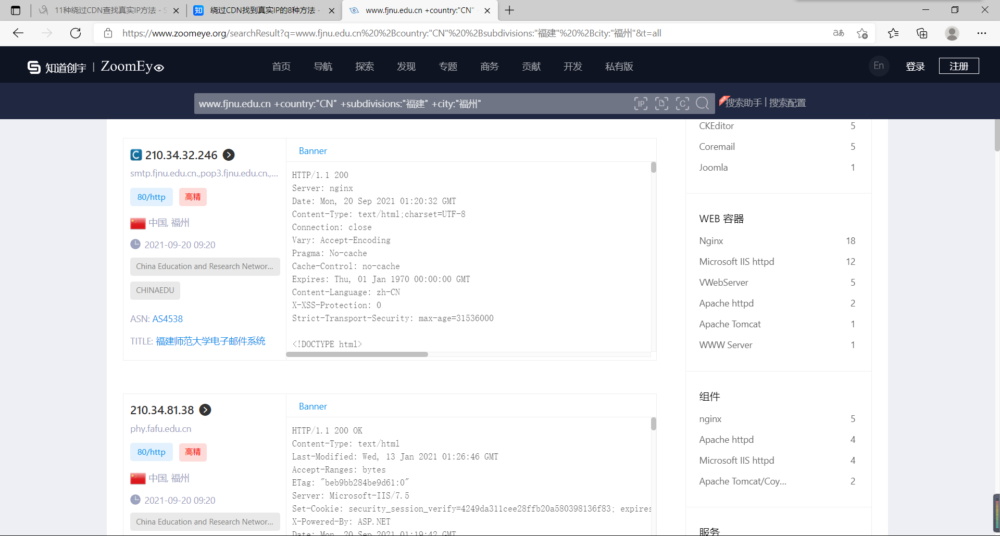 11种绕过CDN查找真实IP方法 - S
绕过CDN找到真实IP的8种方法 -
www.fjnu.edu.cn +country:"CN"
https://www.zoomeye.org/searchResult?q=www.fjnu.edu.cn%20%2Bcountry:"CN"%20%2Bsubdivisions:"福建"%20%2Bcity:"福州"&t=all
知道创宇 | ZoomEye
首页 导航 探索 发现 专题 商务 贡献 开发 私有版
En 登录 注册
www.fjnu.edu.cn +country:"CN" +subdivisions:"福建" +city:"福州"
搜索助手 | 搜索配置
210.34.32.246
smtp.fjnu.edu.cn.,pop3.fjnu.edu.cn.,...
80/http 高精
中国, 福州
2021-09-20 09:20
China Education and Research Networ...
CHINAEDU
ASN: AS4538
TITLE: 福建师范大学电子邮件系统
Banner
HTTP/1.1 200
Server: nginx
Date: Mon, 20 Sep 2021 01:20:32 GMT
Content-Type: text/html;charset=UTF-8
Connection: close
Vary: Accept-Encoding
Pragma: No-cache
Cache-Control: no-cache
Expires: Thu, 01 Jan 1970 00:00:00 GMT
Content-Language: zh-CN
X-XSS-Protection: 0
Strict-Transport-Security: max-age=31536000
<!DOCTYPE html>
210.34.81.38
phy.fafu.edu.cn
80/http 高精
中国, 福州
2021-09-20 09:20
China Education and Research Networ...
Banner
HTTP/1.1 200 OK
Content-Type: text/html
Last-Modified: Wed, 13 Jan 2021 01:26:46 GMT
Accept-Ranges: bytes
ETag: "beb9bb284be9d61:0"
Server: Microsoft-IIS/7.5
Set-Cookie: security_session_verify=4249da311cee28ffb20a580398136f83; expires
X-Powered-By: ASP.NET
Date: Mon, 20 Sep 2021 01:19:42 GMT
CKEditor 5
Coremail 5
Joomla 1
WEB 容器
Nginx 18
Microsoft IIS httpd 12
VWebServer 5
Apache httpd 2
Apache Tomcat 1
WWW Server 1
组件
nginx 5
Apache httpd 4
Microsoft IIS httpd 4
Apache Tomcat/Coy... 2
服务